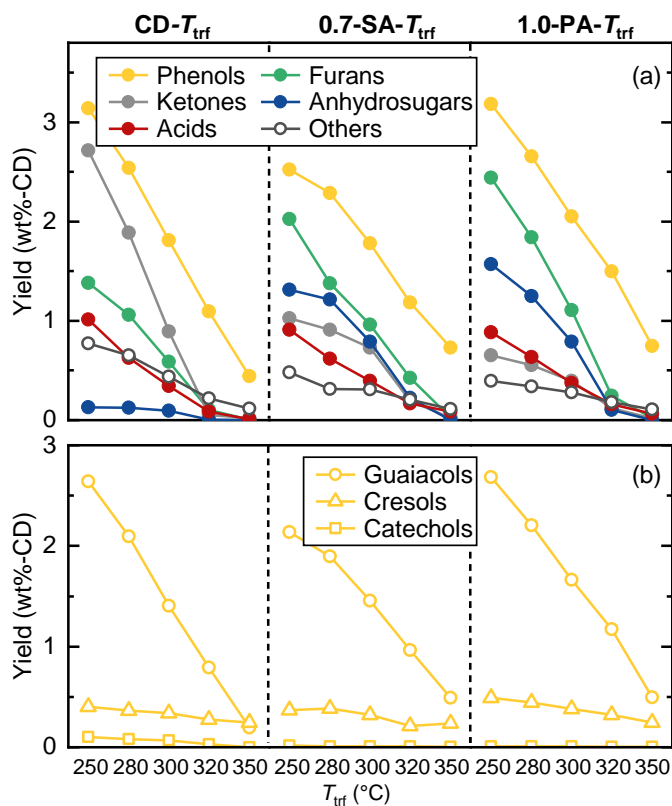 CD-Ttrf 0.7-SA-Ttrf 1.0-PA-Ttrf
(a)
Phenols Furans
Ketones Anhydrosugars
Acids Others
Yield (wt%-CD)
3
2
1
0
(b)
Guaiacols
Cresols
Catechols
Yield (wt%-CD)
3
2
1
0
250 280 300 320 350 250 280 300 320 350 250 280 300 320 350
Ttrf (°C)